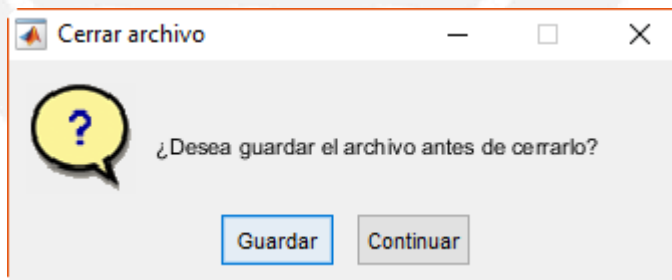 Cerrar archivo
?
¿Desea guardar el archivo antes de cerrarlo?
Guardar
Continuar